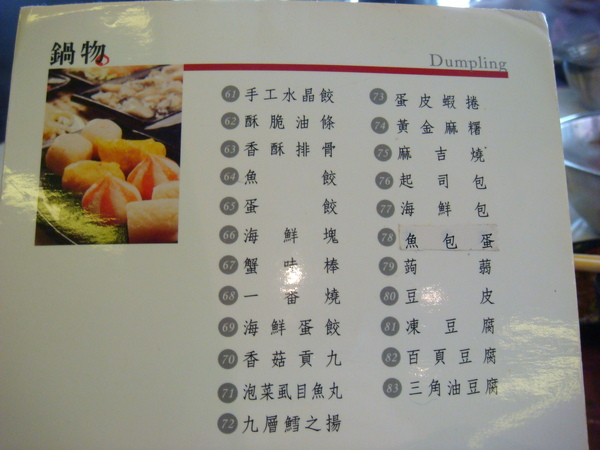 鍋物
Dumpling
61 手工水晶餃
62 酥脆油條
63 香酥排骨
64 魚餃
65 蛋餃
66 海鮮塊
67 蟹味棒
68 一番燒
69 海鮮蛋餃
70 香菇貢九
71 泡菜虱目魚丸
72 九層鱈之揚
73 蛋皮蝦捲
74 黃金麻糬
75 麻吉燒
76 起司包
77 海鮮包
78 魚包蛋
79 蒟蒻
80 豆皮
81 凍豆腐
82 百頁豆腐
83 三角油豆腐